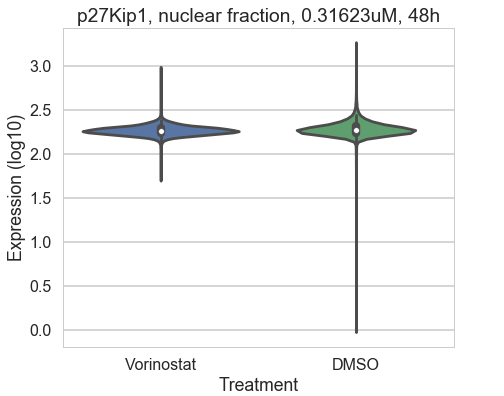 p27Kip1, nuclear fraction, 0.31623uM, 48h
Expression (log10)
3.0
2.5
2.0
1.5
1.0
0.5
0.0
Vorinostat DMSO
Treatment